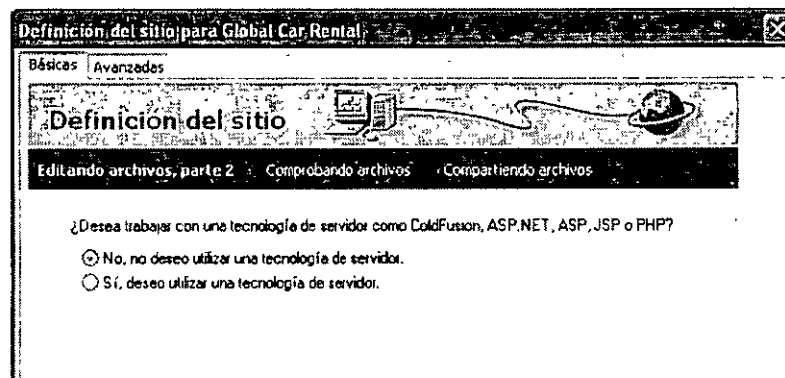 Definición del sitio para Global Car Rental
Básicas Avanzadas
Definición del sitio
Editando archivos, parte 2 Comprobando archivos Compartiendo archivos
¿Desea trabajar con una tecnología de servidor como ColdFusion, ASP.NET, ASP, JSP o PHP?
No, no deseo utilizar una tecnología de servidor.
Sí, deseo utilizar una tecnología de servidor.